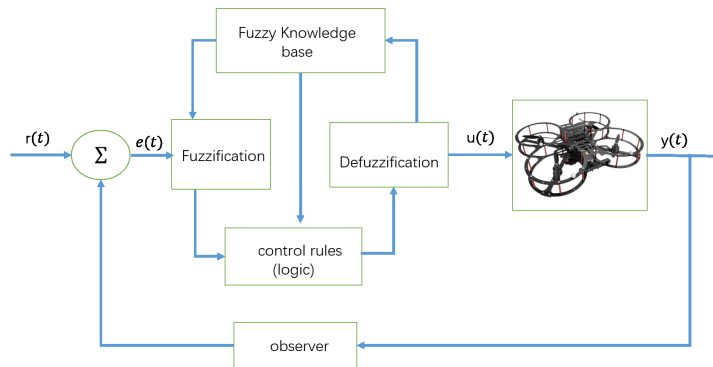 Fuzzy Knowledge
base
r(t)
Σ
e(t)
Fuzzification
Defuzzification
u(t)
y(t)
control rules
(logic)
observer